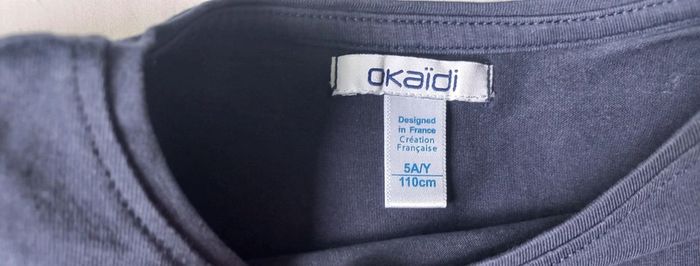 okaïdi
Designed
in France
Création
Française
5A/Y
110cm